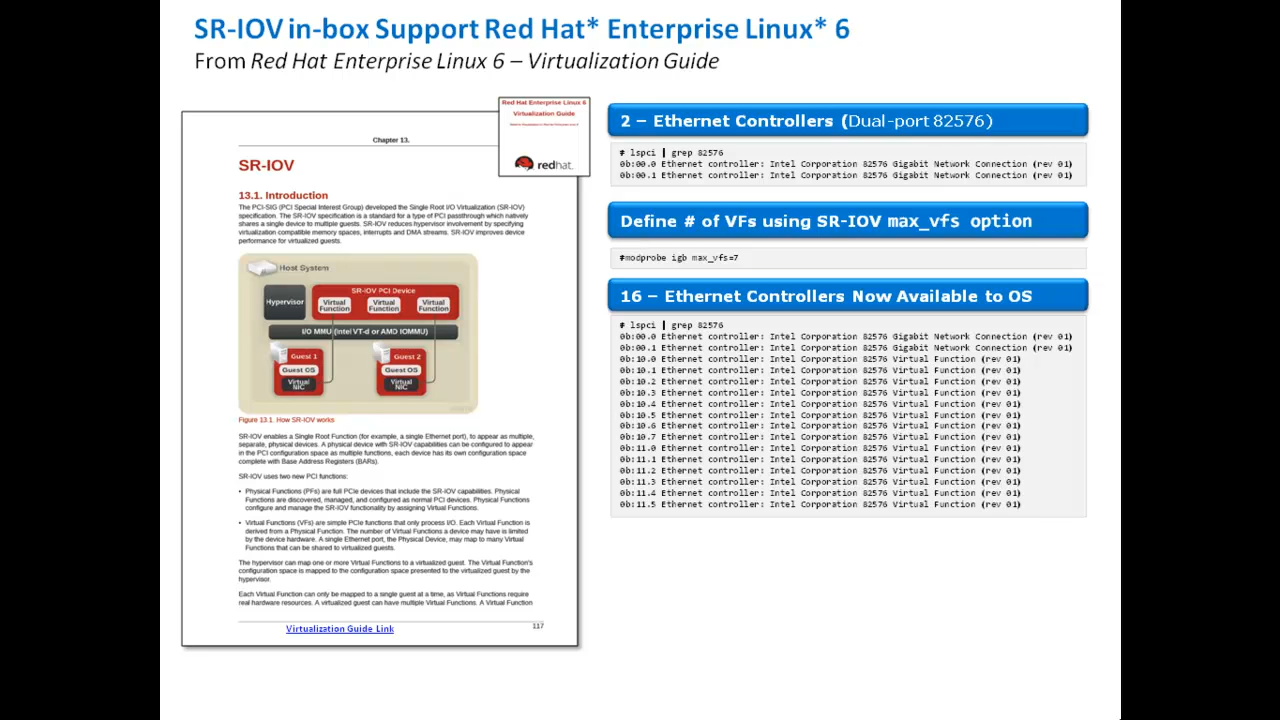 SR-IOV in-box Support Red Hat* Enterprise Linux* 6
From Red Hat Enterprise Linux 6 – Virtualization Guide
Red Hat Enterprise Linux 6
Virtualization Guide
redhat.
Chapter 13.
SR-IOV
13.1. Introduction
The PCI-SIG (PCI Special Interest Group) developed the Single Root I/O Virtualization (SR-IOV)
specification. The SR-IOV specification is a standard for a type of PCI passthrough which natively
shares a single device to multiple guests. SR-IOV reduces hypervisor involvement by specifying
virtualization compatible memory spaces, interrupts and DMA streams. SR-IOV improves device
performance for virtualized guests.
Host System
SR-IOV PCI Device
Hypervisor
Virtual Function
Virtual Function
Virtual Function
I/O MMU (Intel VT-d or AMD IOMMU)
Guest 1
Guest OS
Virtual NIC
Guest 2
Guest OS
Virtual NIC
Figure 13.1. How SR-IOV works
SR-IOV enables a Single Root Function (for example, a single Ethernet port), to appear as multiple,
separate, physical devices. A physical device with SR-IOV capabilities can be configured to appear
in the PCI configuration space as multiple functions, each device has its own configuration space
complete with Base Address Registers (BARs).
SR-IOV uses two new PCI functions:
• Physical Functions (PFs) are full PCIe devices that include the SR-IOV capabilities. Physical
Functions are discovered, managed, and configured as normal PCI devices. Physical Functions
configure and manage the SR-IOV functionality by assigning Virtual Functions.
• Virtual Functions (VFs) are simple PCIe functions that only process I/O. Each Virtual Function is
derived from a Physical Function. The number of Virtual Functions a device may have is limited
by the device hardware. A single Ethernet port, the Physical Device, may map to many Virtual
Functions that can be shared to virtualized guests.
The hypervisor can map one or more Virtual Functions to a virtualized guest. The Virtual Function's
configuration space is mapped to the configuration space presented to the virtualized guest by the
hypervisor.
Each Virtual Function can only be mapped to a single guest at a time, as Virtual Functions require
real hardware resources. A virtualized guest can have multiple Virtual Functions. A Virtual Function
Virtualization Guide Link
117
2 – Ethernet Controllers (Dual-port 82576)
# lspci | grep 82576
0b:00.0 Ethernet controller: Intel Corporation 82576 Gigabit Network Connection (rev 01)
0b:00.1 Ethernet controller: Intel Corporation 82576 Gigabit Network Connection (rev 01)
Define # of VFs using SR-IOV max_vfs option
#modprobe igb max_vfs=7
16 – Ethernet Controllers Now Available to OS
# lspci | grep 82576
0b:00.0 Ethernet controller: Intel Corporation 82576 Gigabit Network Connection (rev 01)
0b:00.1 Ethernet controller: Intel Corporation 82576 Gigabit Network Connection (rev 01)
0b:10.0 Ethernet controller: Intel Corporation 82576 Virtual Function (rev 01)
0b:10.1 Ethernet controller: Intel Corporation 82576 Virtual Function (rev 01)
0b:10.2 Ethernet controller: Intel Corporation 82576 Virtual Function (rev 01)
0b:10.3 Ethernet controller: Intel Corporation 82576 Virtual Function (rev 01)
0b:10.4 Ethernet controller: Intel Corporation 82576 Virtual Function (rev 01)
0b:10.5 Ethernet controller: Intel Corporation 82576 Virtual Function (rev 01)
0b:10.6 Ethernet controller: Intel Corporation 82576 Virtual Function (rev 01)
0b:10.7 Ethernet controller: Intel Corporation 82576 Virtual Function (rev 01)
0b:11.0 Ethernet controller: Intel Corporation 82576 Virtual Function (rev 01)
0b:11.1 Ethernet controller: Intel Corporation 82576 Virtual Function (rev 01)
0b:11.2 Ethernet controller: Intel Corporation 82576 Virtual Function (rev 01)
0b:11.3 Ethernet controller: Intel Corporation 82576 Virtual Function (rev 01)
0b:11.4 Ethernet controller: Intel Corporation 82576 Virtual Function (rev 01)
0b:11.5 Ethernet controller: Intel Corporation 82576 Virtual Function (rev 01)